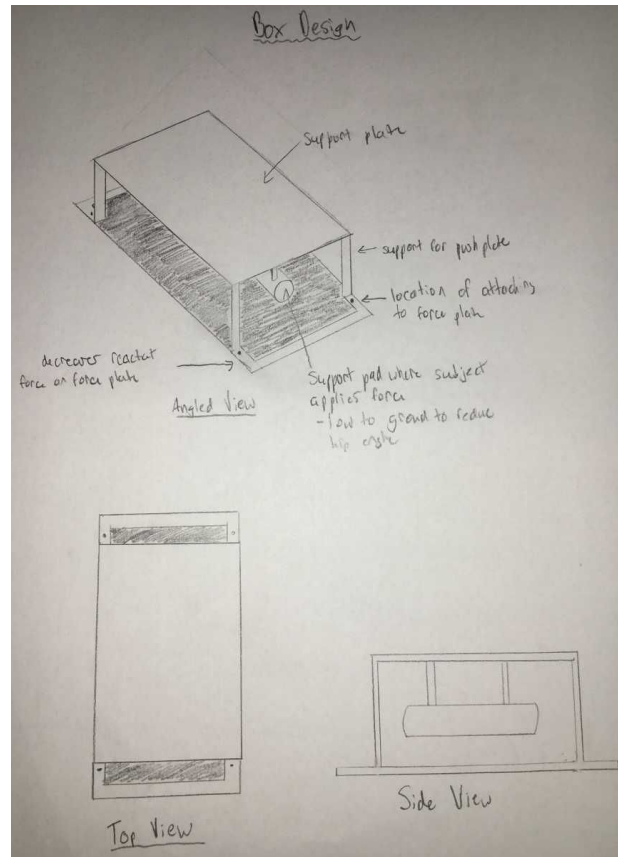 Box Design
Support plate
support for push plate
location of attaching
to force plate
decreases reactant
force on force plate
Support pad where subject
applies force
- low to ground to reduce
hip angle
Angled View
Top View
Side View